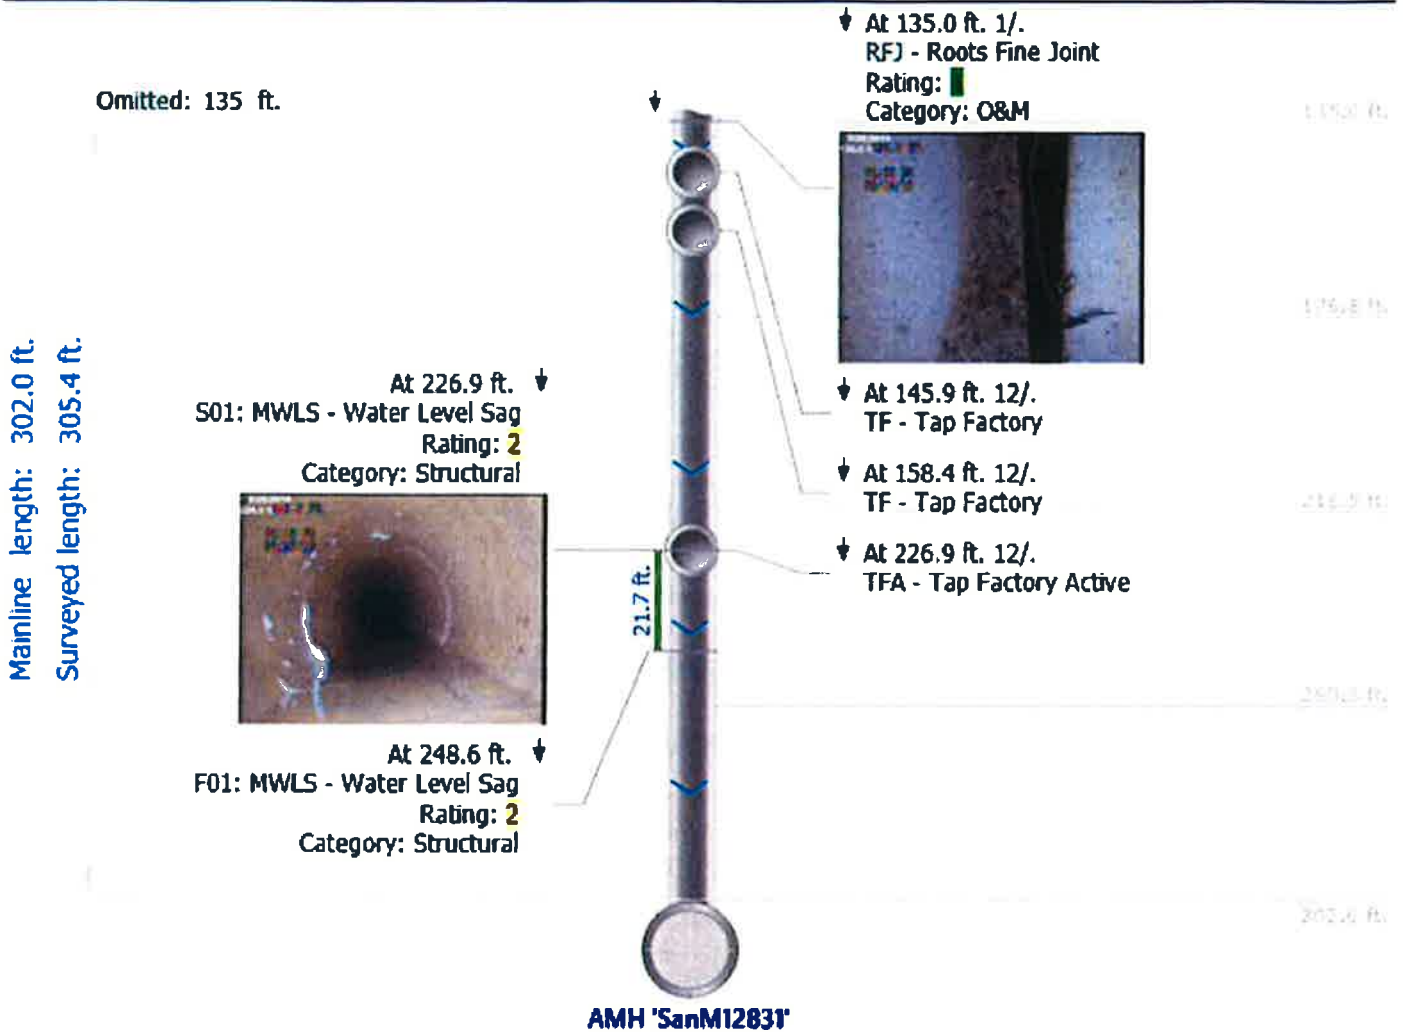 Omitted: 135 ft.
At 135.0 ft. 1/.
RFJ - Roots Fine Joint
Rating:
Category: O&M
Mainline length: 302.0 ft.
Surveyed length: 305.4 ft.
At 226.9 ft.
S01: MWLS - Water Level Sag
Rating: 2
Category: Structural
At 145.9 ft. 12/.
TF - Tap Factory
At 158.4 ft. 12/.
TF - Tap Factory
At 226.9 ft. 12/.
TFA - Tap Factory Active
21.7 ft.
At 248.6 ft.
F01: MWLS - Water Level Sag
Rating: 2
Category: Structural
AMH 'SanM12831'